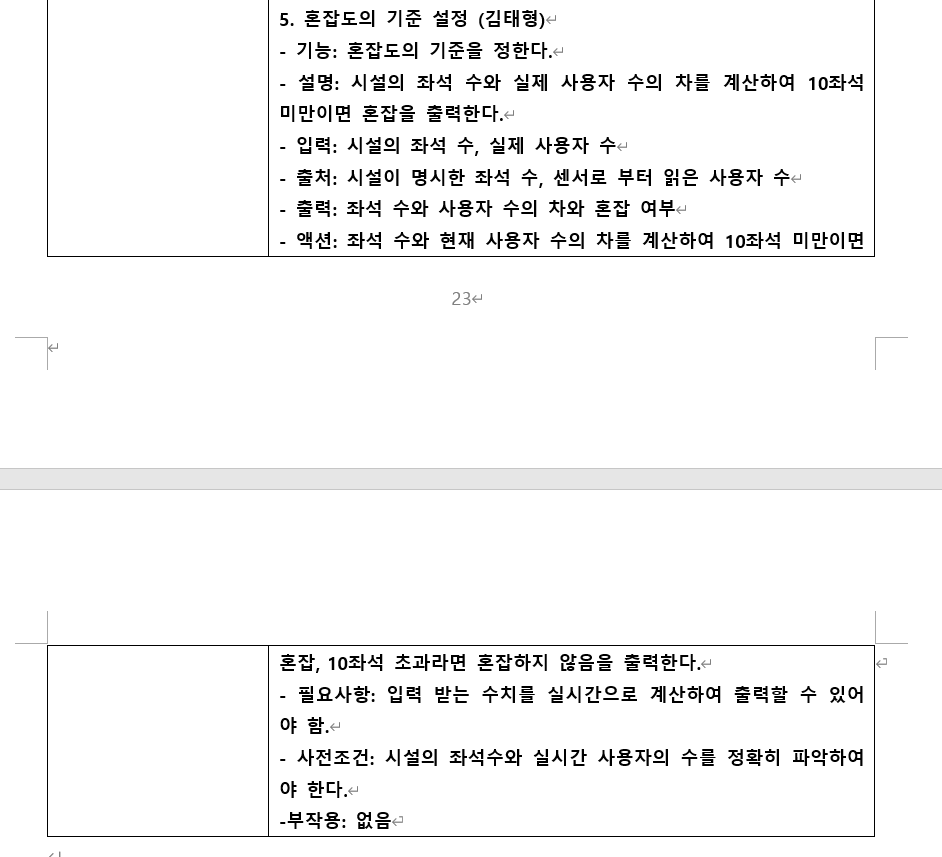 5. 혼잡도의 기준 설정 (김태형)
- 기능: 혼잡도의 기준을 정한다.
- 설명: 시설의 좌석 수와 실제 사용자 수의 차를 계산하여 10좌석
미만이면 혼잡을 출력한다.
- 입력: 시설의 좌석 수, 실제 사용자 수
- 출처: 시설이 명시한 좌석 수, 센서로 부터 읽은 사용자 수
- 출력: 좌석 수와 사용자 수의 차와 혼잡 여부
- 액션: 좌석 수와 현재 사용자 수의 차를 계산하여 10좌석 미만이면
23
혼잡, 10좌석 초과라면 혼잡하지 않음을 출력한다.
- 필요사항: 입력 받는 수치를 실시간으로 계산하여 출력할 수 있어
야 함.
- 사전조건: 시설의 좌석수와 실시간 사용자의 수를 정확히 파악하여
야 한다.
-부작용: 없음